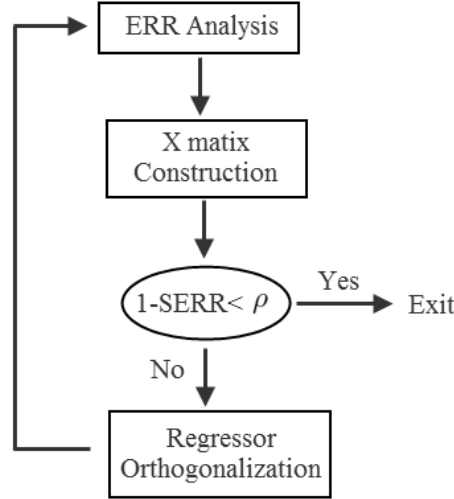 ERR Analysis
X matix
Construction
1-SERR< ρ
Yes
Exit
No
Regressor
Orthogonalization